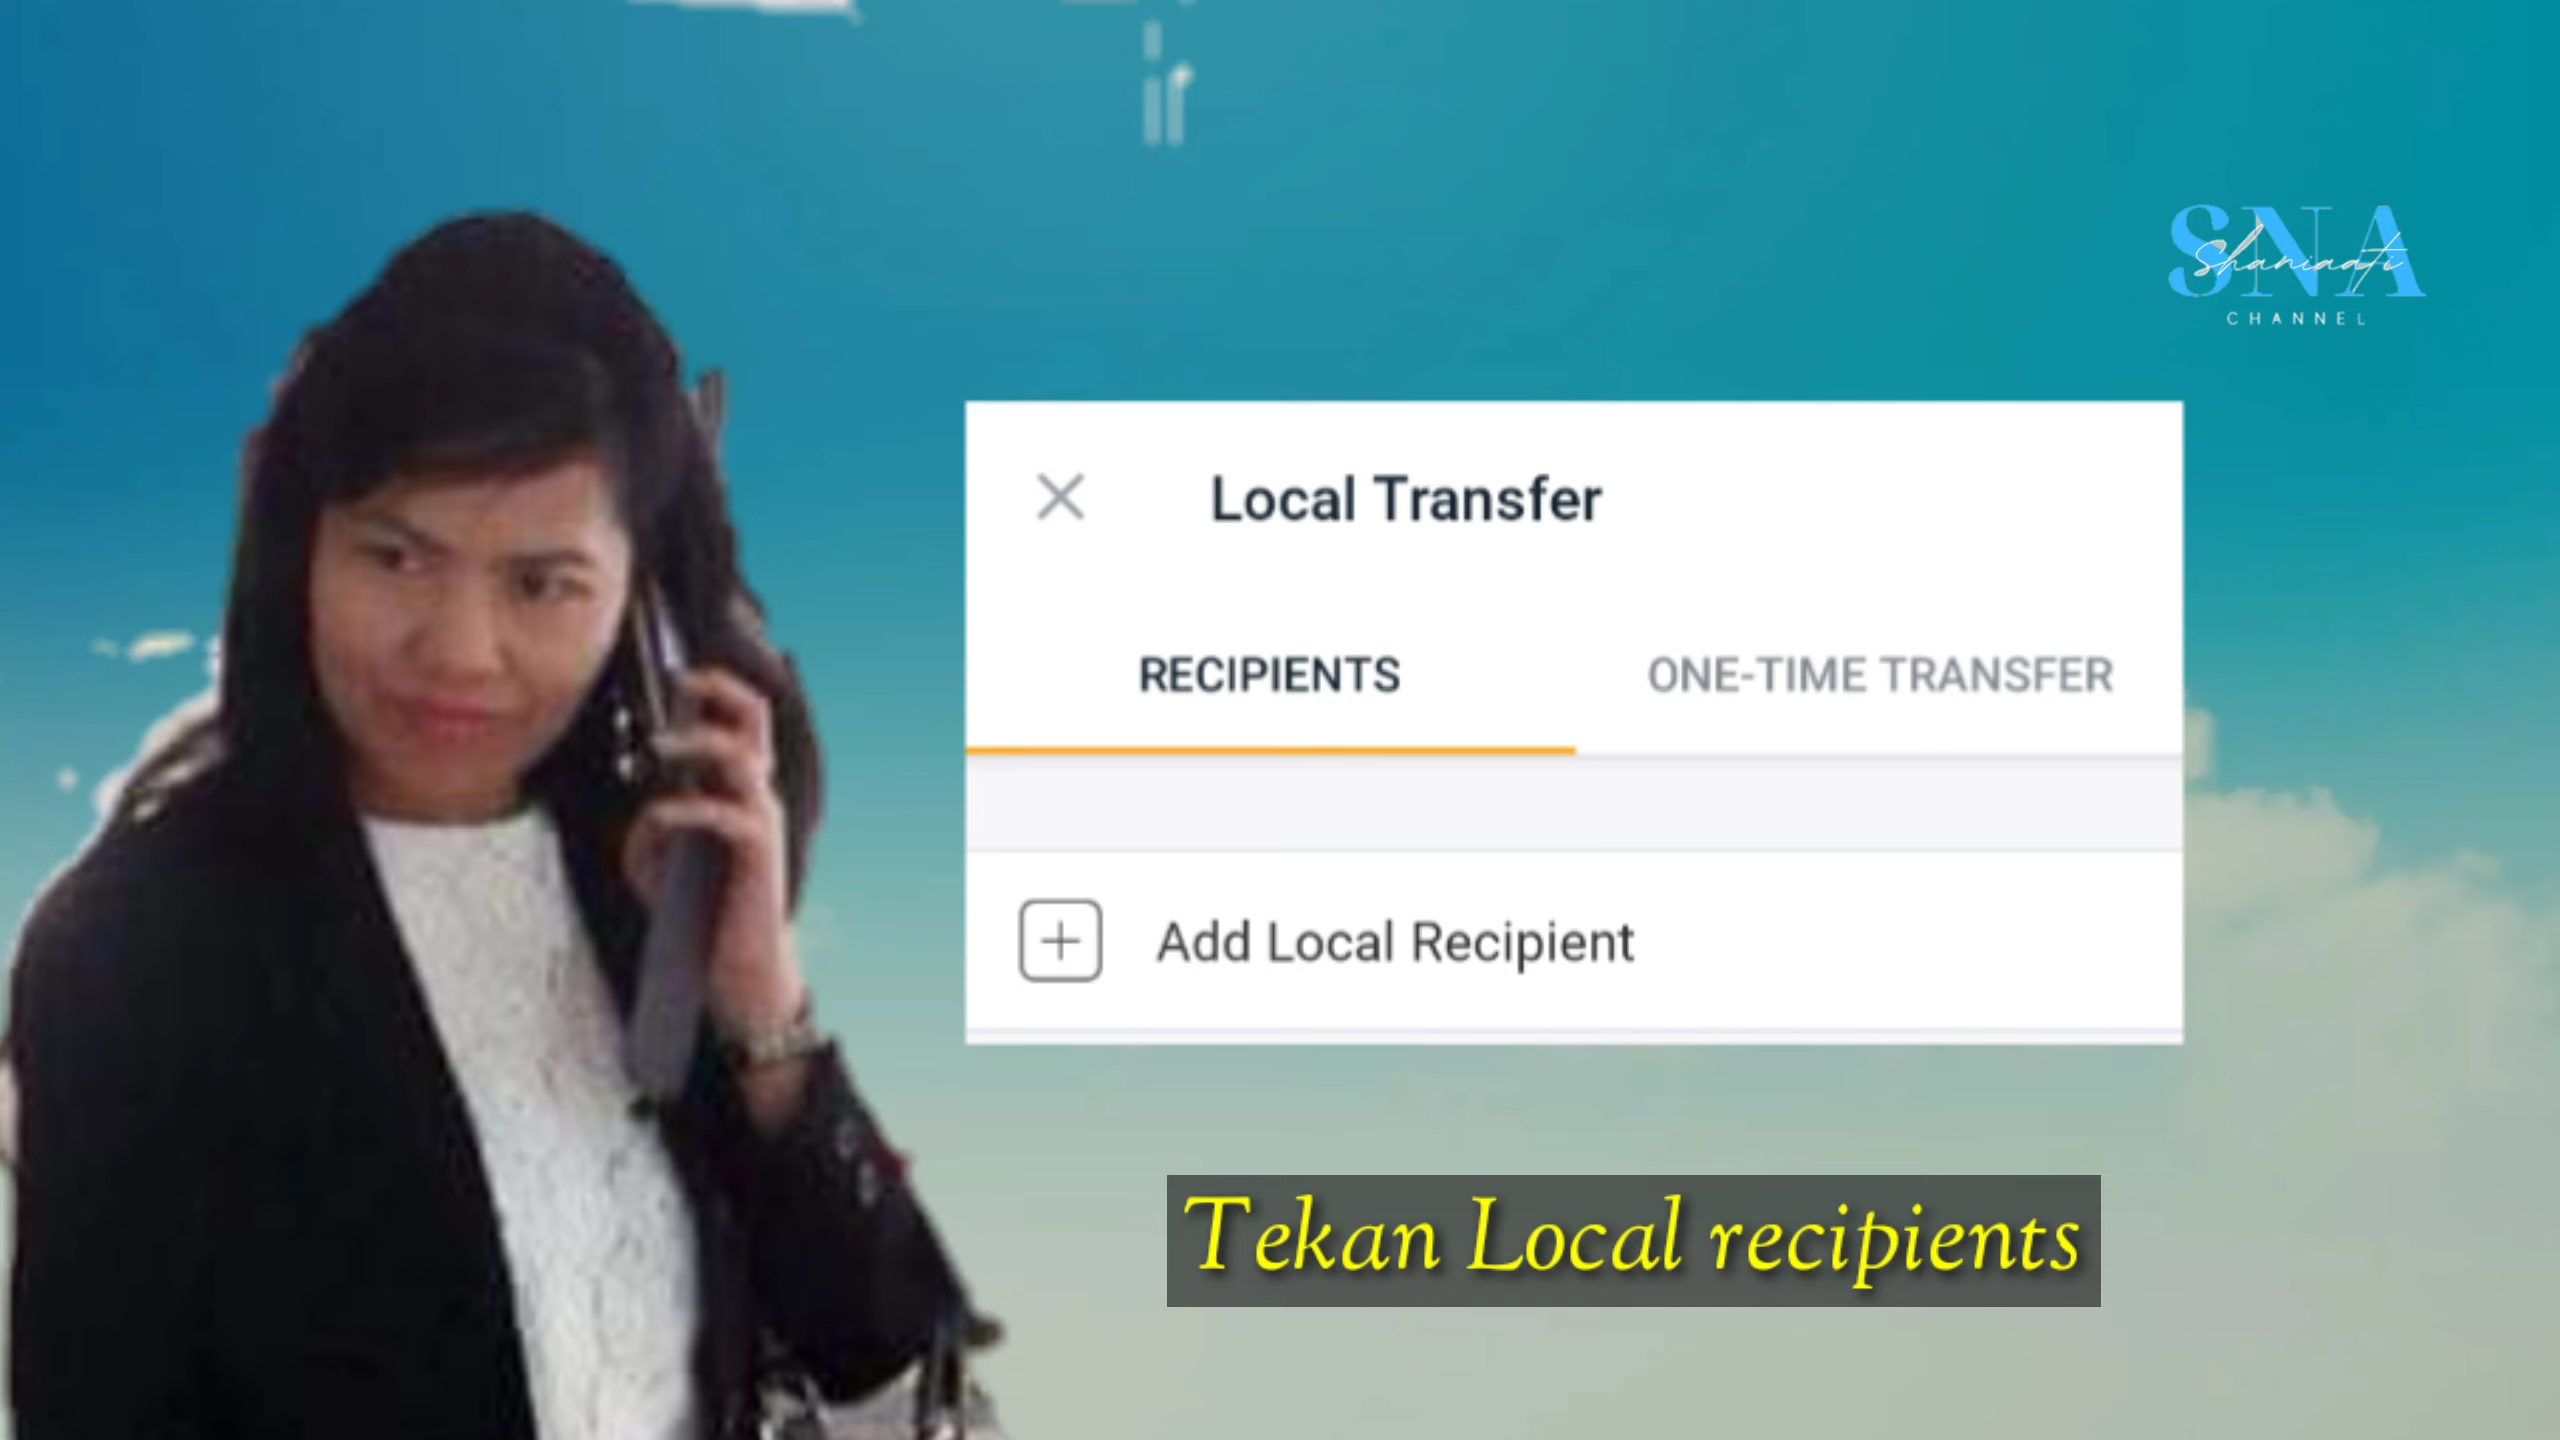 SNA
Shaniaati
CHANNEL
Local Transfer
RECIPIENTS
ONE-TIME TRANSFER
Add Local Recipient
Tekan Local recipients